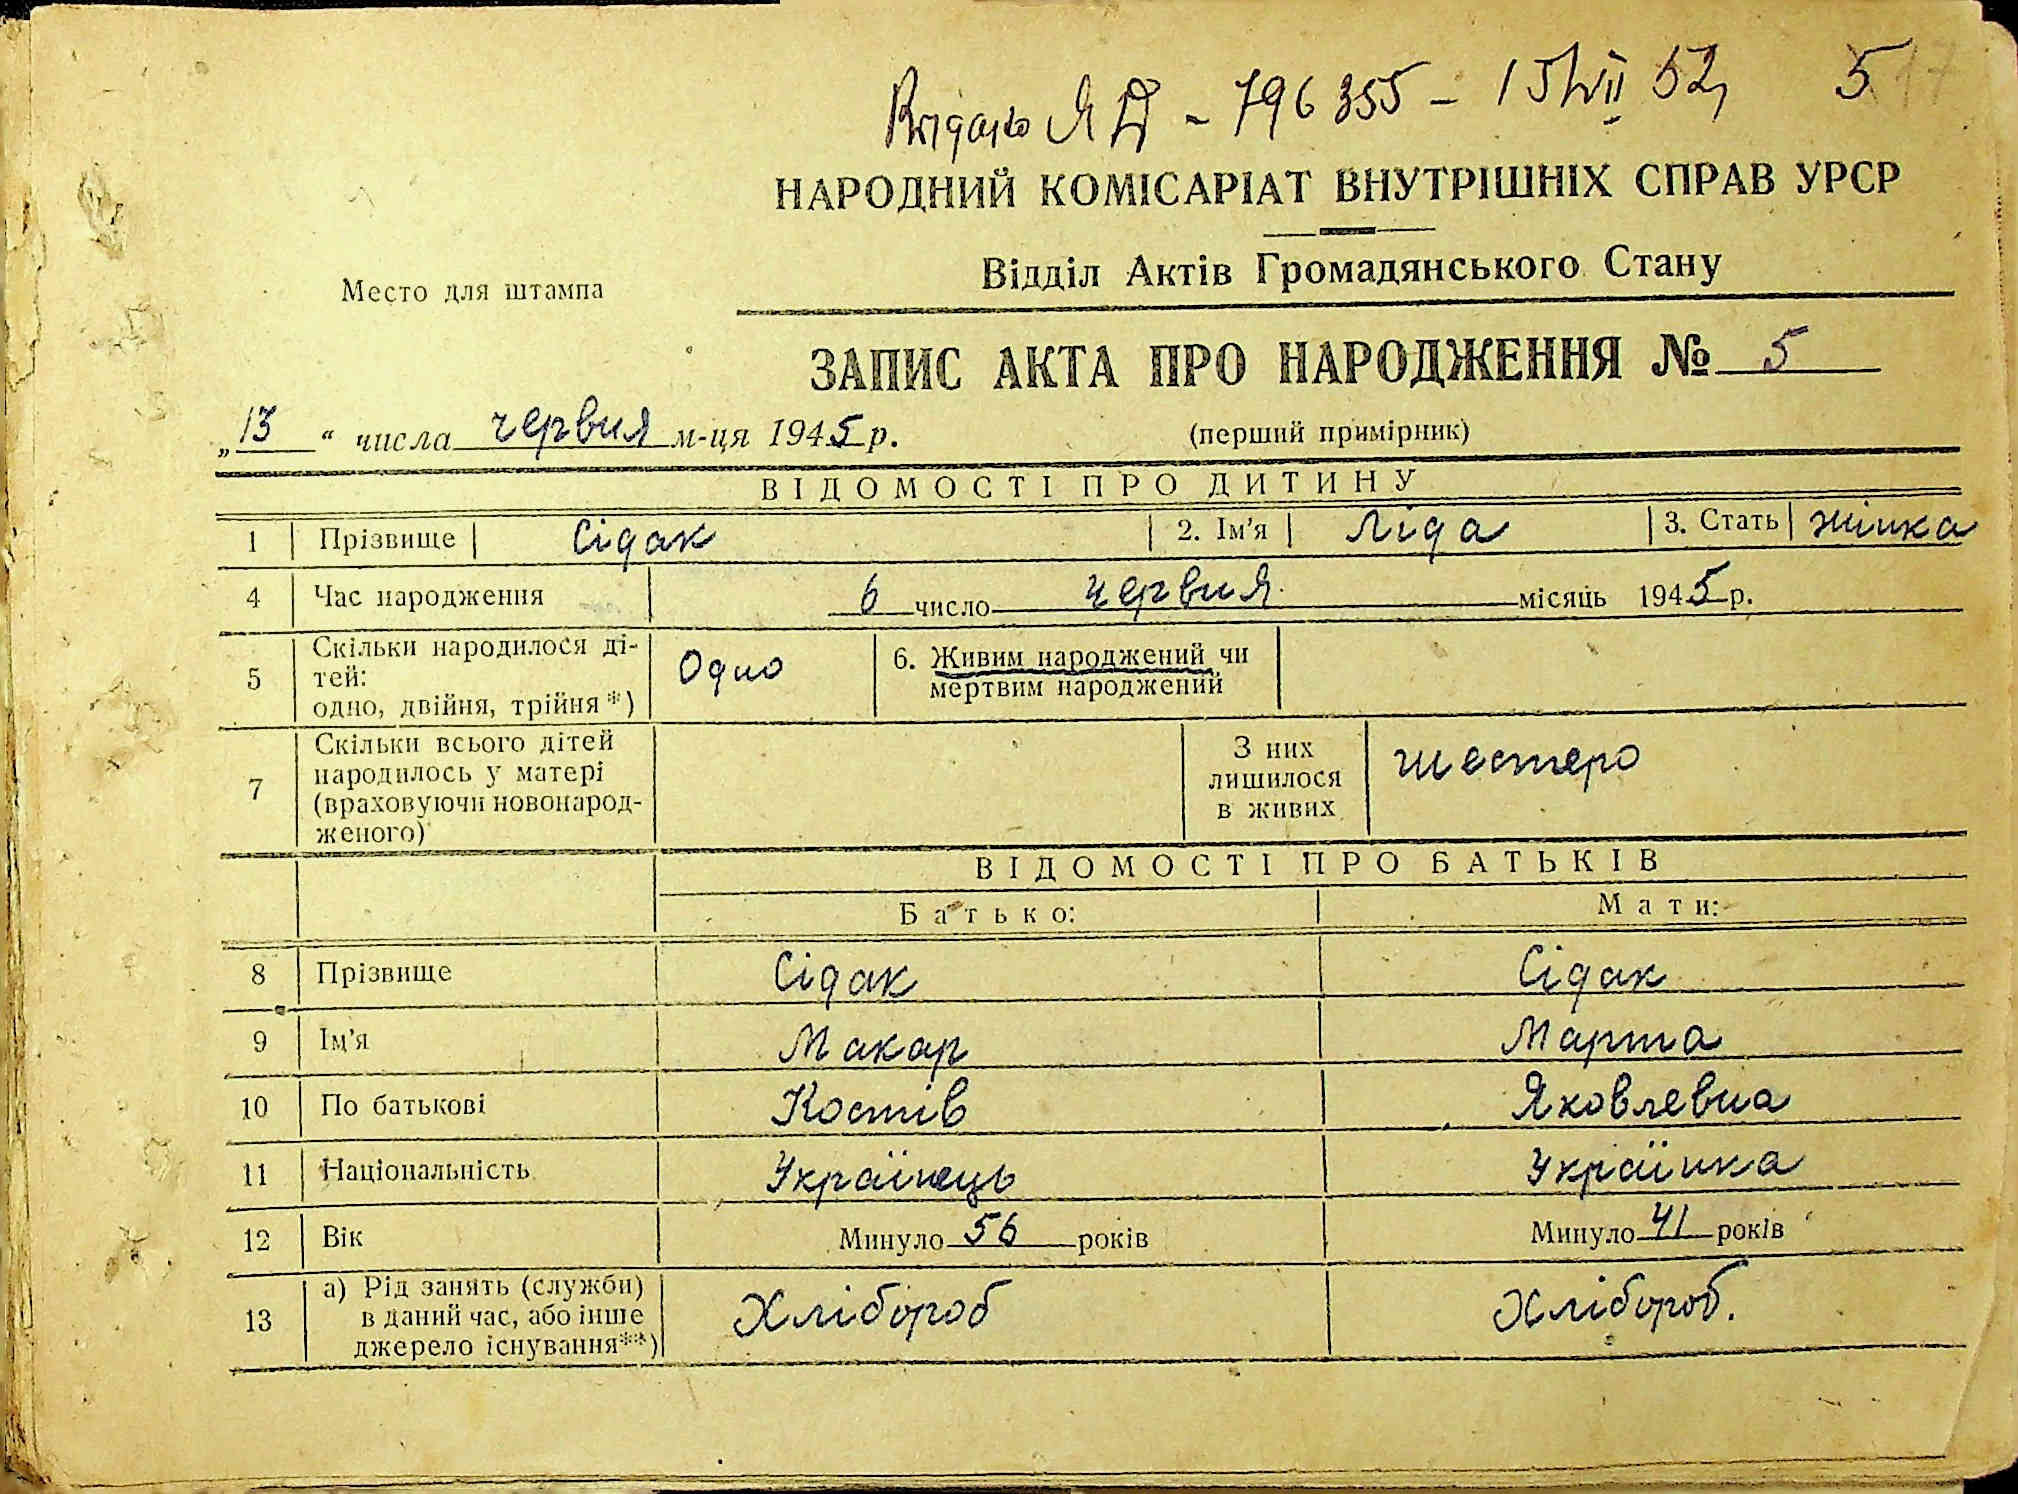 ЯД - 796355 - 15/VII 52, 5
НАРОДНИЙ КОМІСАРІАТ ВНУТРІШНІХ СПРАВ УРСР
Відділ Актів Громадянського Стану
Место для штампа
ЗАПИС АКТА ПРО НАРОДЖЕННЯ № 5
„13“ числа червня м-ця 1945 р. (перший примірник)
ВІДОМОСТІ ПРО ДИТИНУ
1 Прізвище Сідак 2. Ім'я Ліда 3. Стать жінка
4 Час народження 6 число червня місяць 1945 р.
5 Скільки народилося ді-
тей:
одно, двійня, трійня*) Одно 6. Живим народжений чи
мертвим народжений
7 Скільки всього дітей
народилось у матері
(враховуючи новонарод-
женого) З них
лишилося
в живих шестеро
ВІДОМОСТІ ПРО БАТЬКІВ
Батько: Мати:
8 Прізвище Сідак Сідак
9 Ім'я Макар Марта
10 По батькові Костів Яковлевна
11 Національність Українець Українка
12 Вік Минуло 56 років Минуло 41 років
13 а) Рід занять (служби)
в даний час, або інше
джерело існування**) Хлібороб Хлібороб.